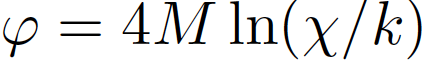 φ = 4M ln(χ/k)